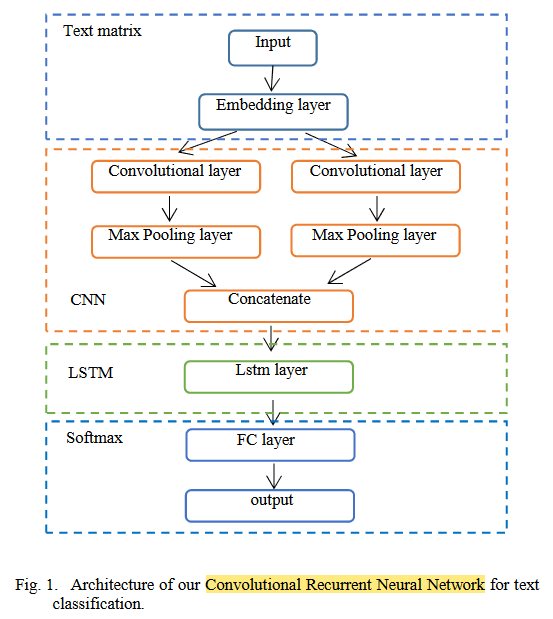 Text matrix
Input
Embedding layer
Convolutional layer
Convolutional layer
Max Pooling layer
Max Pooling layer
CNN
Concatenate
LSTM
Lstm layer
Softmax
FC layer
output
Fig. 1. Architecture of our Convolutional Recurrent Neural Network for text
classification.